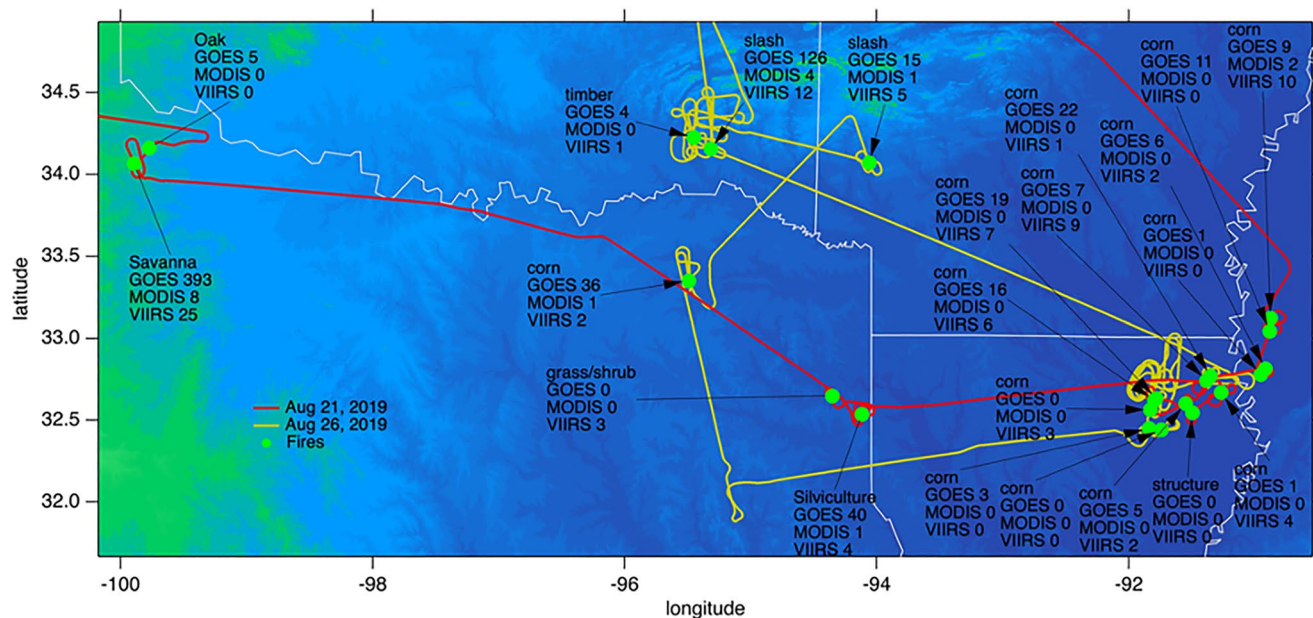 Oak
GOES 5
MODIS 0
VIIRS 0
timber
GOES 4
MODIS 0
VIIRS 1
slash
GOES 126
MODIS 4
VIIRS 12
slash
GOES 15
MODIS 1
VIIRS 5
corn
GOES 22
MODIS 0
VIIRS 1
corn
GOES 11
MODIS 0
VIIRS 0
corn
GOES 9
MODIS 2
VIIRS 10
corn
GOES 6
MODIS 0
VIIRS 2
corn
GOES 19
MODIS 0
VIIRS 7
corn
GOES 7
MODIS 0
VIIRS 9
corn
GOES 1
MODIS 0
VIIRS 0
Savanna
GOES 393
MODIS 8
VIIRS 25
corn
GOES 36
MODIS 1
VIIRS 2
corn
GOES 16
MODIS 0
VIIRS 6
grass/shrub
GOES 0
MODIS 0
VIIRS 3
corn
GOES 0
MODIS 0
VIIRS 3
Aug 21, 2019
Aug 26, 2019
Fires
Silviculture
GOES 40
MODIS 1
VIIRS 4
corn
GOES 3
MODIS 0
VIIRS 0
corn
GOES 0
MODIS 0
VIIRS 0
corn
GOES 5
MODIS 0
VIIRS 2
structure
GOES 0
MODIS 0
VIIRS 0
corn
GOES 1
MODIS 0
VIIRS 4
latitude
34.5
34.0
33.5
33.0
32.5
32.0
-100
-98
-96
-94
-92
longitude